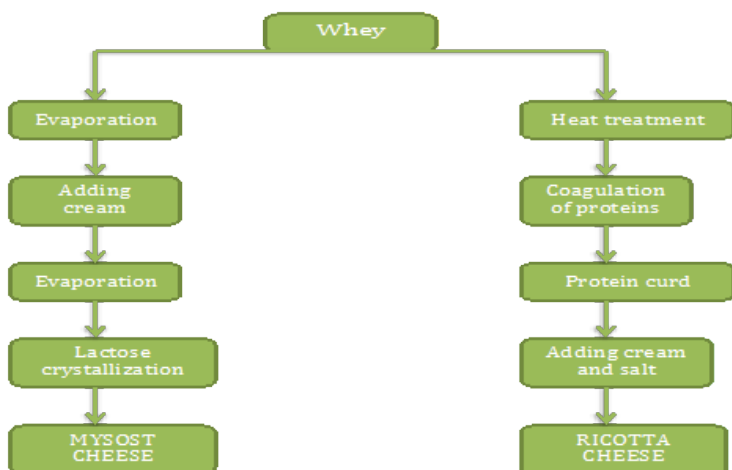 Whey
Evaporation
Adding
cream
Evaporation
Lactose
crystallization
MYSOST
CHEESE
Heat treatment
Coagulation
of proteins
Protein curd
Adding cream
and salt
RICOTTA
CHEESE